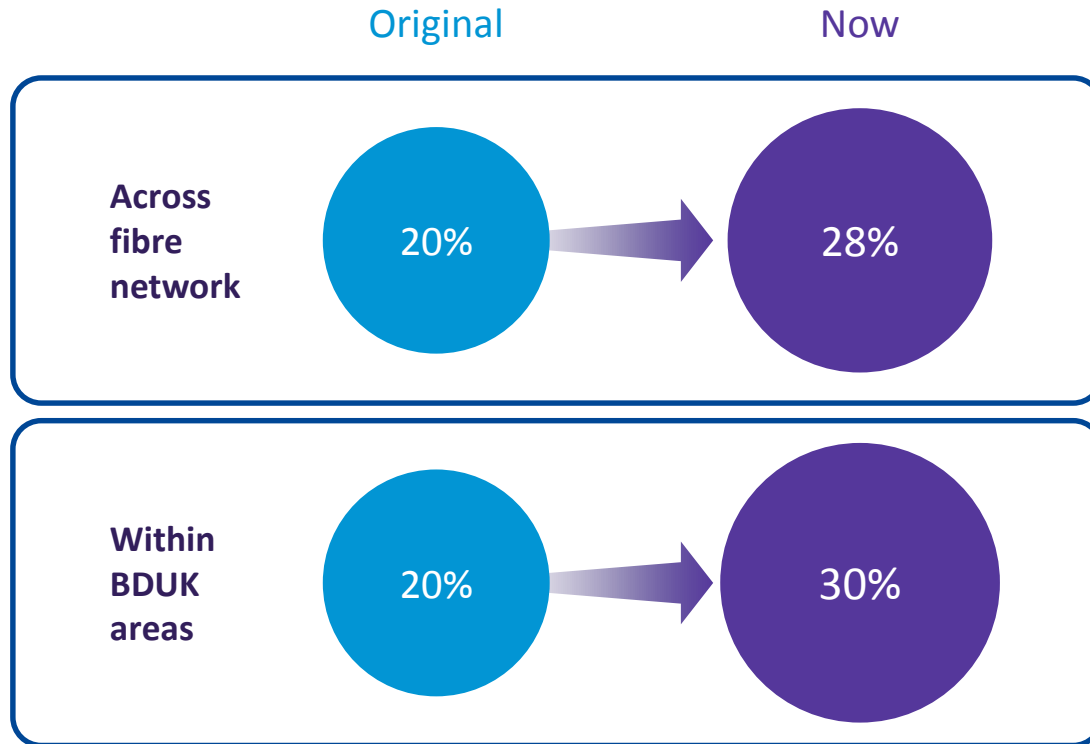 Original
Now
Across
fibre
network
20%
28%
Within
BDUK
areas
20%
30%